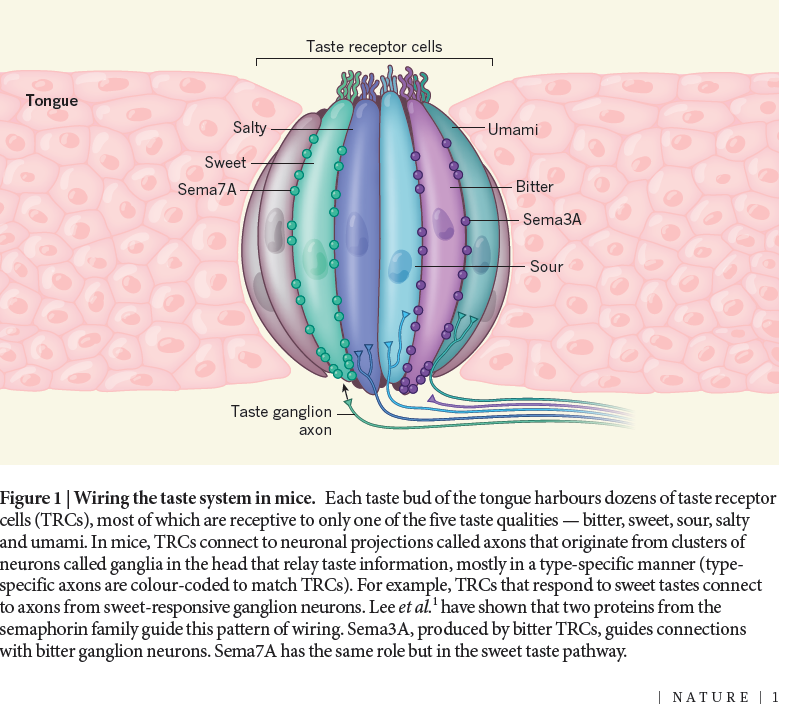 Taste receptor cells
Tongue
Salty
Umami
Sweet
Sema7A
Bitter
Sema3A
Sour
Taste ganglion
axon
Figure 1 | Wiring the taste system in mice. Each taste bud of the tongue harbours dozens of taste receptor
cells (TRCs), most of which are receptive to only one of the five taste qualities — bitter, sweet, sour, salty
and umami. In mice, TRCs connect to neuronal projections called axons that originate from clusters of
neurons called ganglia in the head that relay taste information, mostly in a type-specific manner (type-
specific axons are colour-coded to match TRCs). For example, TRCs that respond to sweet tastes connect
to axons from sweet-responsive ganglion neurons. Lee et al.¹ have shown that two proteins from the
semaphorin family guide this pattern of wiring. Sema3A, produced by bitter TRCs, guides connections
with bitter ganglion neurons. Sema7A has the same role but in the sweet taste pathway.
| NATURE | 1